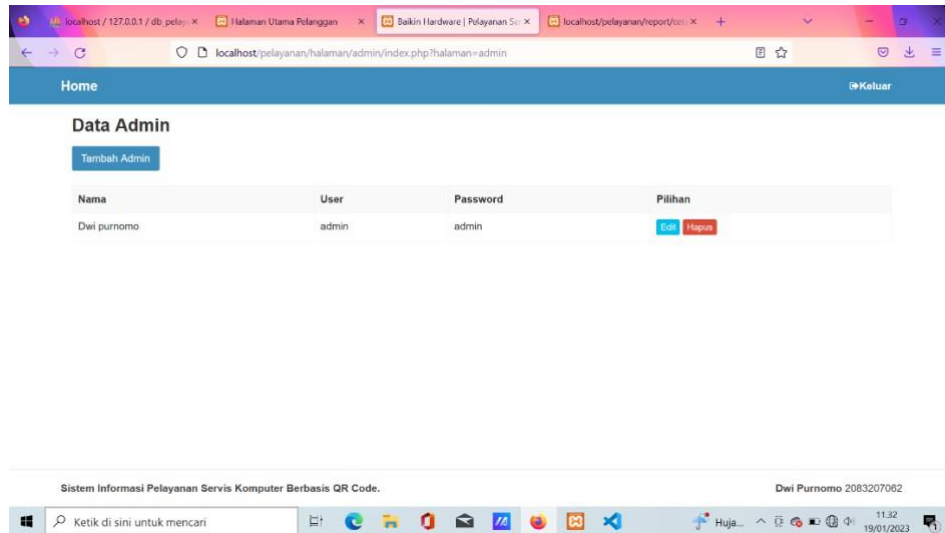 localhost / 127.0.0.1 / db_pelay
Halaman Utama Pelanggan
Baikin Hardware | Pelayanan Ser
localhost/pelayanan/report/cet
localhost/pelayanan/halaman/admin/index.php?halaman=admin
Home
Keluar
Data Admin
Tambah Admin
Nama User Password Pilihan
Dwi purnomo admin admin Edit Hapus
Sistem Informasi Pelayanan Servis Komputer Berbasis QR Code.
Dwi Purnomo 2083207062
Ketik di sini untuk mencari
Huja...
11.32
19/01/2023